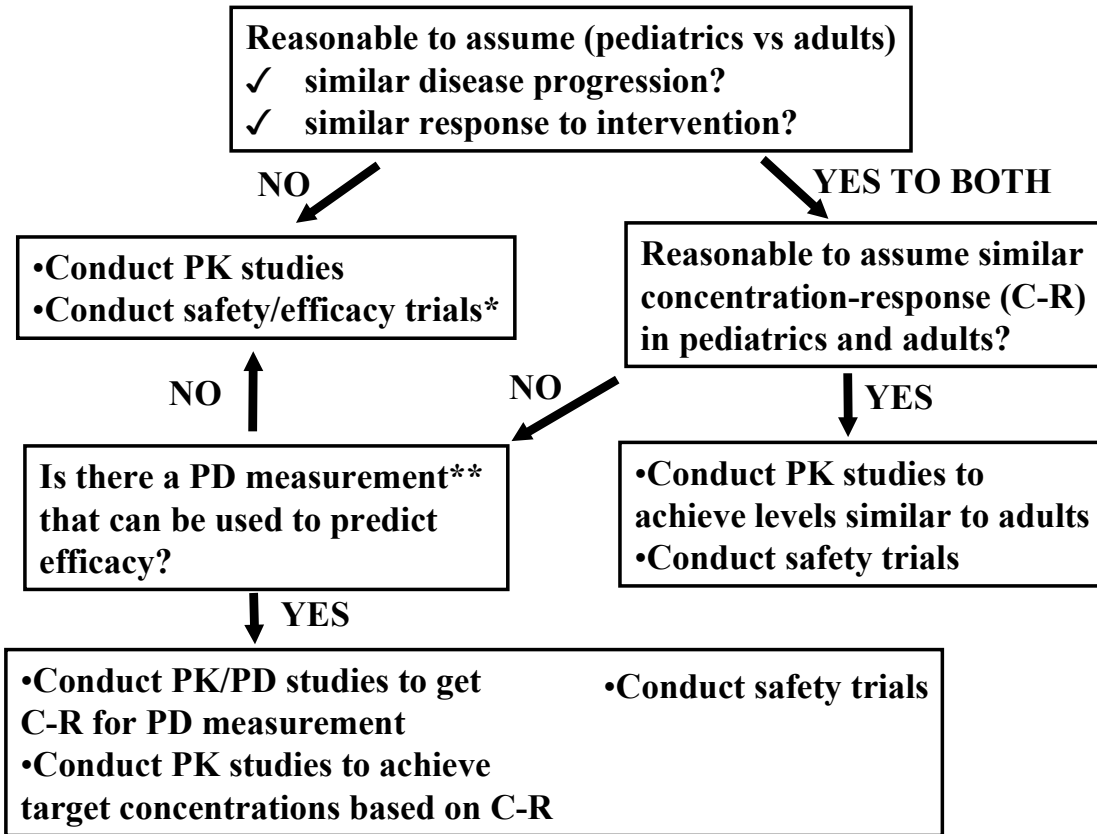 Reasonable to assume (pediatrics vs adults)
✓ similar disease progression?
✓ similar response to intervention?
NO
YES TO BOTH
•Conduct PK studies
•Conduct safety/efficacy trials*
Reasonable to assume similar
concentration-response (C-R)
in pediatrics and adults?
NO
NO
YES
Is there a PD measurement**
that can be used to predict
efficacy?
•Conduct PK studies to
achieve levels similar to adults
•Conduct safety trials
YES
•Conduct PK/PD studies to get
C-R for PD measurement
•Conduct PK studies to achieve
target concentrations based on C-R
•Conduct safety trials